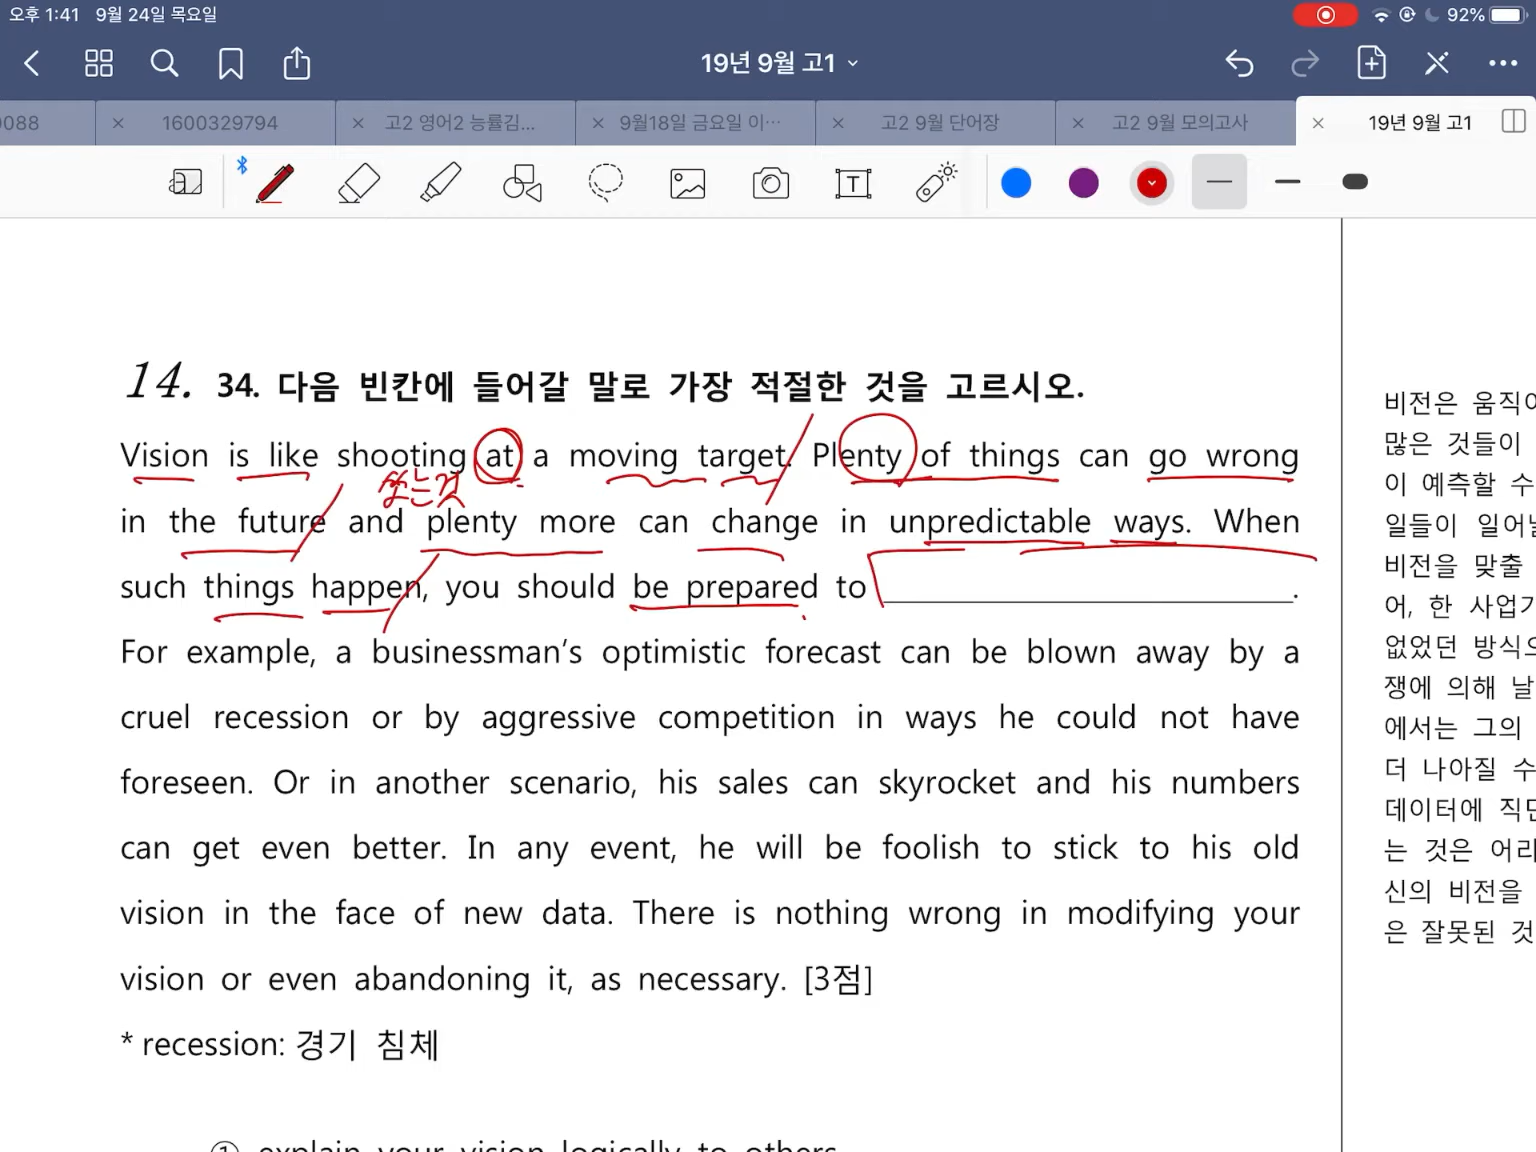 오후 1:41 9월 24일 목요일
92%
19년 9월 고1
0088
1600329794
고2 영어2 능률김...
9월18일 금요일 이...
고2 9월 단어장
고2 9월 모의고사
19년 9월 고1
T
14. 34. 다음 빈칸에 들어갈 말로 가장 적절한 것을 고르시오.
Vision is like shooting at a moving target. Plenty of things can go wrong
쏘는것
in the future and plenty more can change in unpredictable ways. When
such things happen, you should be prepared to ____________.
For example, a businessman's optimistic forecast can be blown away by a
cruel recession or by aggressive competition in ways he could not have
foreseen. Or in another scenario, his sales can skyrocket and his numbers
can get even better. In any event, he will be foolish to stick to his old
vision in the face of new data. There is nothing wrong in modifying your
vision or even abandoning it, as necessary. [3점]
* recession: 경기 침체
① explain your vision logically to others
비전은
많은 것들이
이 예측할 수
일들이
비전을 맞출
어, 한
없었던
쟁에 의해 날
에서는 그의
더 나아질 수
데이터에
는 것은
신의 비전을
은 잘못된 것